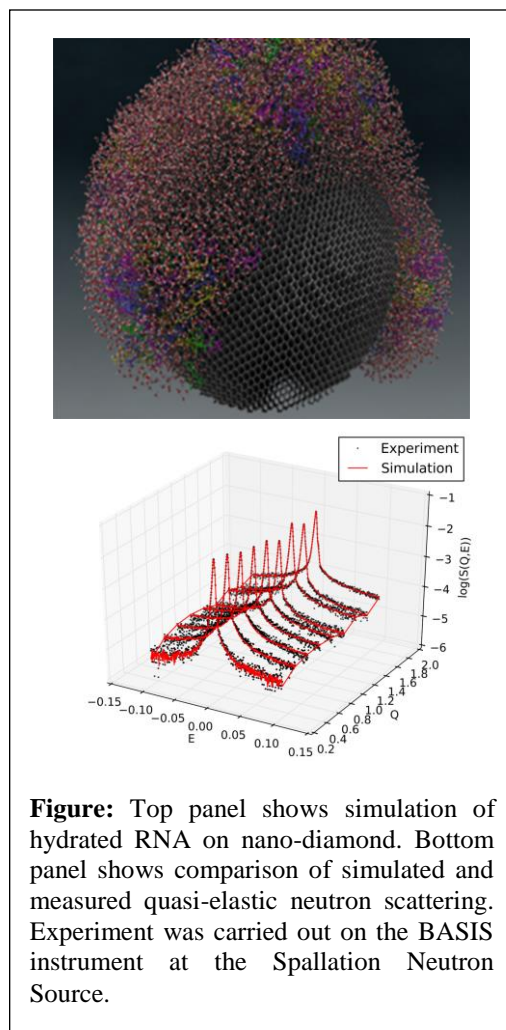 Experiment
Simulation
−1
−2
−3
−4
−5
−6
log(S(Q,E))
2.0
1.8
1.6
1.4
1.2
1.0
0.8
0.6
0.4
0.2
Q
−0.15
−0.10
−0.05
0.00
0.05
0.10
0.15
E
Figure: Top panel shows simulation of
hydrated RNA on nano-diamond. Bottom
panel shows comparison of simulated and
measured quasi-elastic neutron scattering.
Experiment was carried out on the BASIS
instrument at the Spallation Neutron
Source.